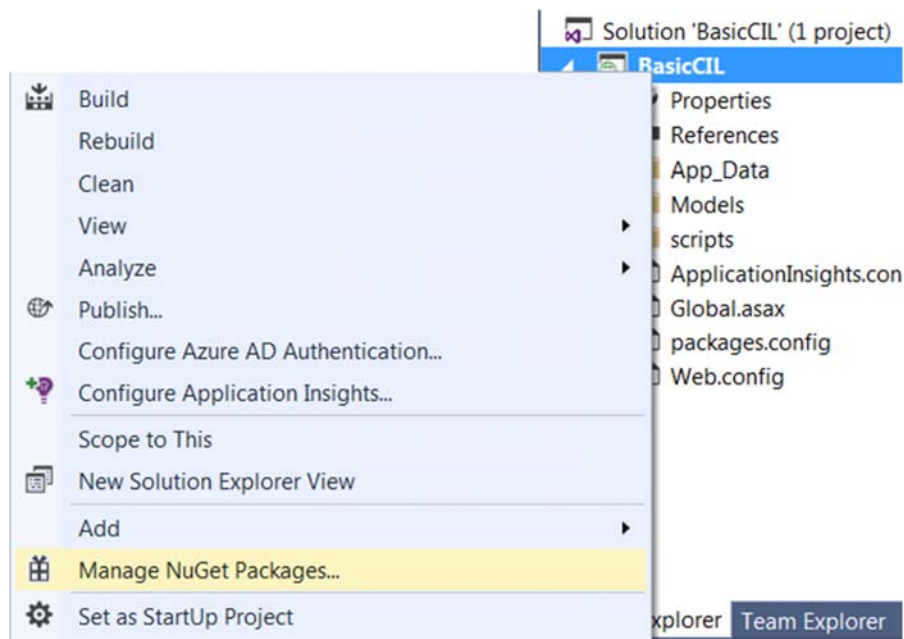 Solution 'BasicCIL' (1 project)
BasicCIL
Properties
References
App_Data
Models
scripts
ApplicationInsights.con
Global.asax
packages.config
Web.config
xplorer
Team Explorer
Build
Rebuild
Clean
View
Analyze
Publish...
Configure Azure AD Authentication...
Configure Application Insights...
Scope to This
New Solution Explorer View
Add
Manage NuGet Packages...
Set as StartUp Project